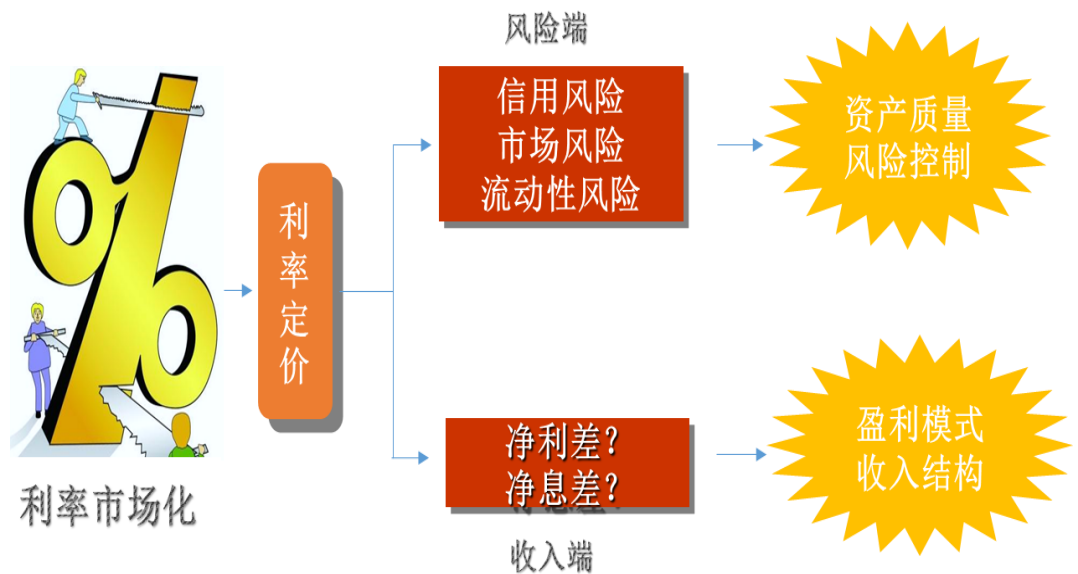 风险端
信用风险
市场风险
流动性风险
资产质量
风险控制
利率定价
净利差？
净息差？
盈利模式
收入结构
利率市场化
收入端